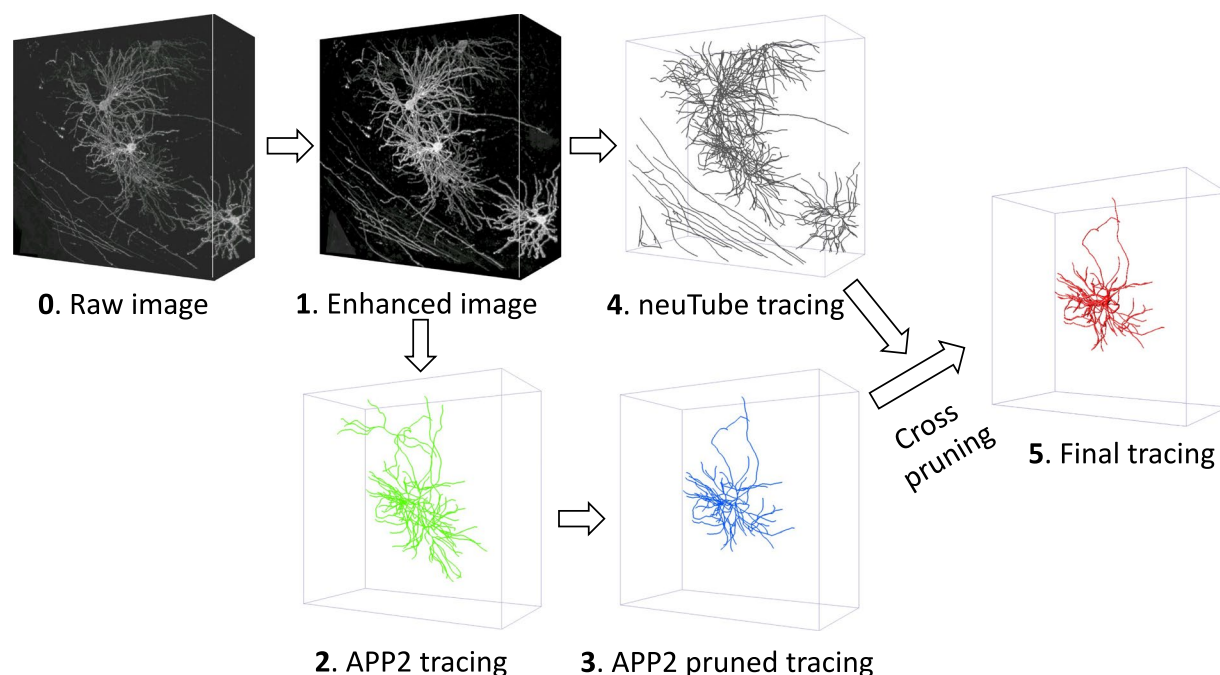 0. Raw image
1. Enhanced image
4. neuTube tracing
Cross
pruning
5. Final tracing
2. APP2 tracing
3. APP2 pruned tracing